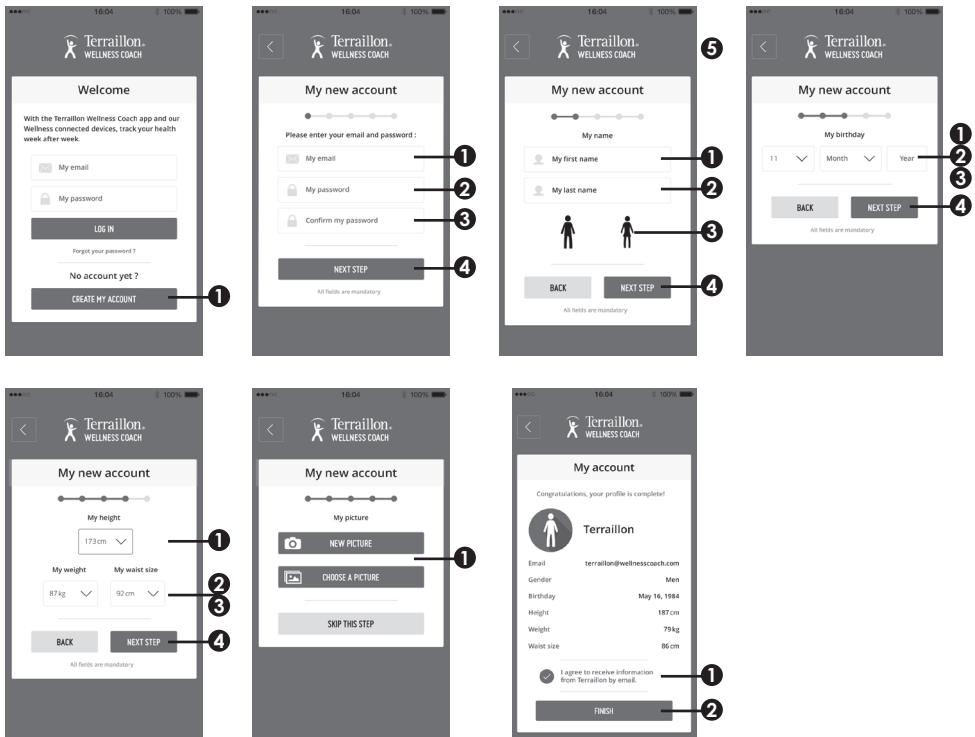 16:04
100%
Terraillon.
WELLNESS COACH
Welcome
With the Terraillon Wellness Coach app and our
Wellness connected devices, track your health
week after week.
My email
My password
LOG IN
Forgot your password ?
No account yet ?
CREATE MY ACCOUNT
1
16:04
100%
Terraillon.
WELLNESS COACH
My new account
Please enter your email and password :
My email
1
My password
2
Confirm my password
3
NEXT STEP
4
All fields are mandatory
16:04
100%
Terraillon.
WELLNESS COACH
5
My new account
My name
My first name
1
My last name
2
3
BACK
NEXT STEP
4
All fields are mandatory
16:04
100%
Terraillon.
WELLNESS COACH
My new account
My birthday
1
11
Month
Year
2
3
BACK
NEXT STEP
4
All fields are mandatory
16:04
100%
Terraillon.
WELLNESS COACH
My new account
My height
173cm
1
My weight
My waist size
2
87kg
92cm
3
BACK
NEXT STEP
4
All fields are mandatory
16:04
100%
Terraillon.
WELLNESS COACH
My new account
My picture
NEW PICTURE
1
CHOOSE A PICTURE
SKIP THIS STEP
16:04
100%
Terraillon.
WELLNESS COACH
My account
Congratulations, your profile is complete!
Terraillon
Email terraillon@wellnesscoach.com
Gender Men
Birthday May 16, 1984
Height 187cm
Weight 79kg
Waist size 86cm
I agree to receive information
from Terraillon by email.
1
FINISH
2